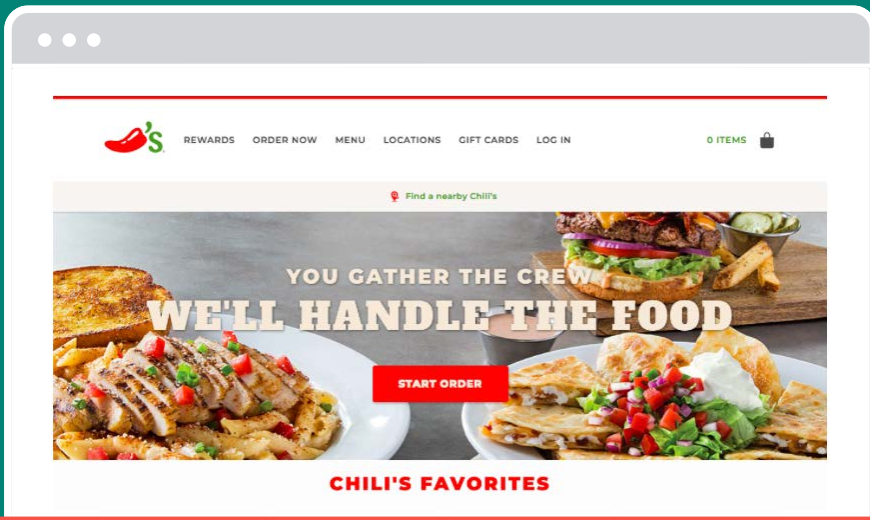 's
REWARDS ORDER NOW MENU LOCATIONS GIFT CARDS LOG IN 0 ITEMS
Find a nearby Chili's
YOU GATHER THE CREW
WE'LL HANDLE THE FOOD
START ORDER
CHILI'S FAVORITES